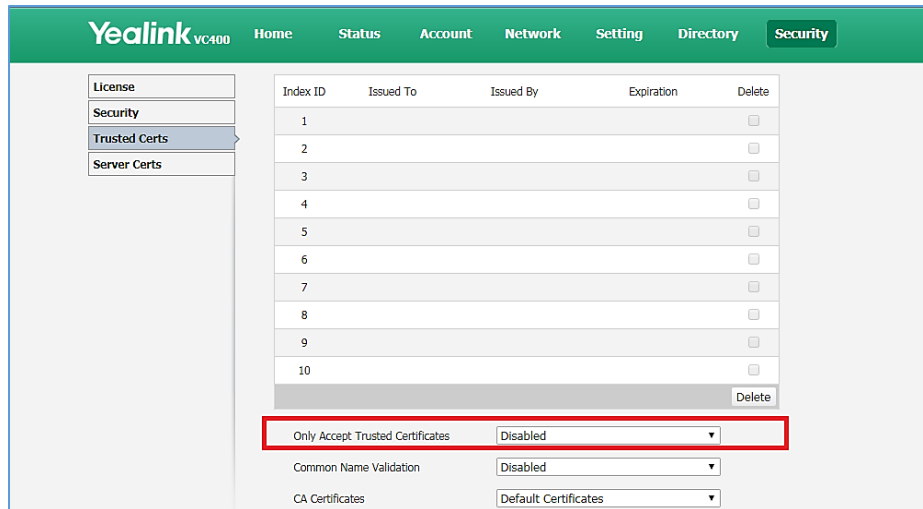 Yealink VC400 Home Status Account Network Setting Directory Security
License
Security
Trusted Certs
Server Certs
Index ID Issued To Issued By Expiration Delete
1
2
3
4
5
6
7
8
9
10
Delete
Only Accept Trusted Certificates Disabled
Common Name Validation Disabled
CA Certificates Default Certificates